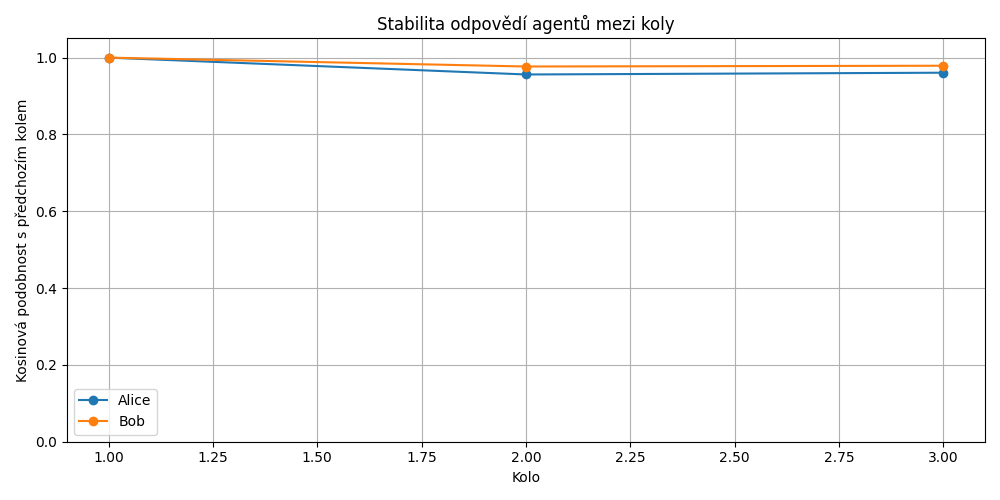 Stabilita odpovědí agentů mezi koly
Kosinová podobnost s předchozím kolem
1.0
0.8
0.6
0.4
0.2
0.0
Alice
Bob
1.00 1.25 1.50 1.75 2.00 2.25 2.50 2.75 3.00
Kolo